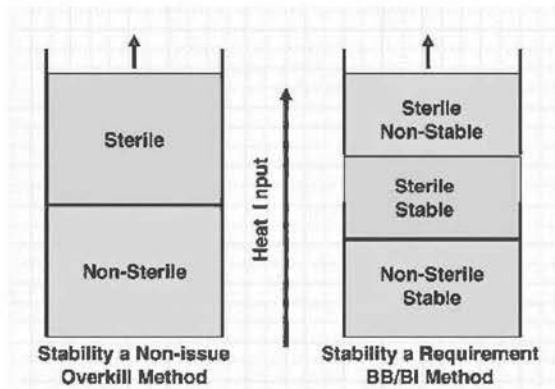 Sterile
Non-Sterile
Stability a Non-issue
Overkill Method
Heat Input
Sterile
Non-Stable
Sterile
Stable
Non-Sterile
Stable
Stability a Requirement
BB/BI Method